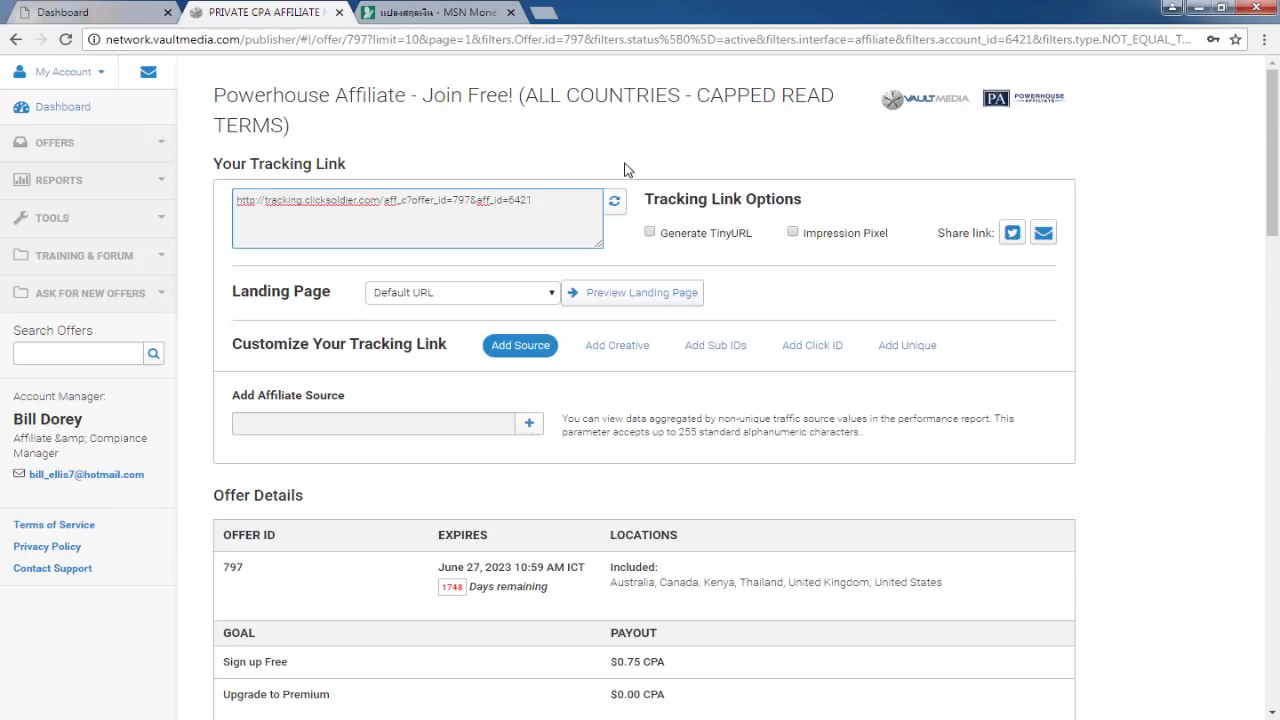 Dashboard
PRIVATE CPA AFFILIATE
แปลงสกุลเงิน - MSN Mone
network.vaultmedia.com/publisher/#!/offer/797?limit=10&page=1&filters.Offer.id=797&filters.status%5B0%5D=active&filters.interface=affiliate&filters.account_id=6421&filters.type.NOT_EQUAL_T...
My Account
Dashboard
OFFERS
REPORTS
TOOLS
TRAINING & FORUM
ASK FOR NEW OFFERS
Search Offers
Account Manager:
Bill Dorey
Affiliate &amp; Compiance
Manager
bill_ellis7@hotmail.com
Terms of Service
Privacy Policy
Contact Support
Powerhouse Affiliate - Join Free! (ALL COUNTRIES - CAPPED READ
TERMS)
VAULTMEDIA
PA POWERHOUSE
AFFILIATE
Your Tracking Link
http://tracking.clicksoldier.com/aff_c?offer_id=797&aff_id=6421
Tracking Link Options
Generate TinyURL
Impression Pixel
Share link:
Landing Page
Default URL
Preview Landing Page
Customize Your Tracking Link
Add Source
Add Creative
Add Sub IDs
Add Click ID
Add Unique
Add Affiliate Source
You can view data aggregated by non-unique traffic source values in the performance report. This
parameter accepts up to 255 standard alphanumeric characters..
Offer Details
OFFER ID EXPIRES LOCATIONS
797 June 27, 2023 10:59 AM ICT Included:
1748 Days remaining Australia, Canada, Kenya, Thailand, United Kingdom, United States
GOAL PAYOUT
Sign up Free $0.75 CPA
Upgrade to Premium $0.00 CPA